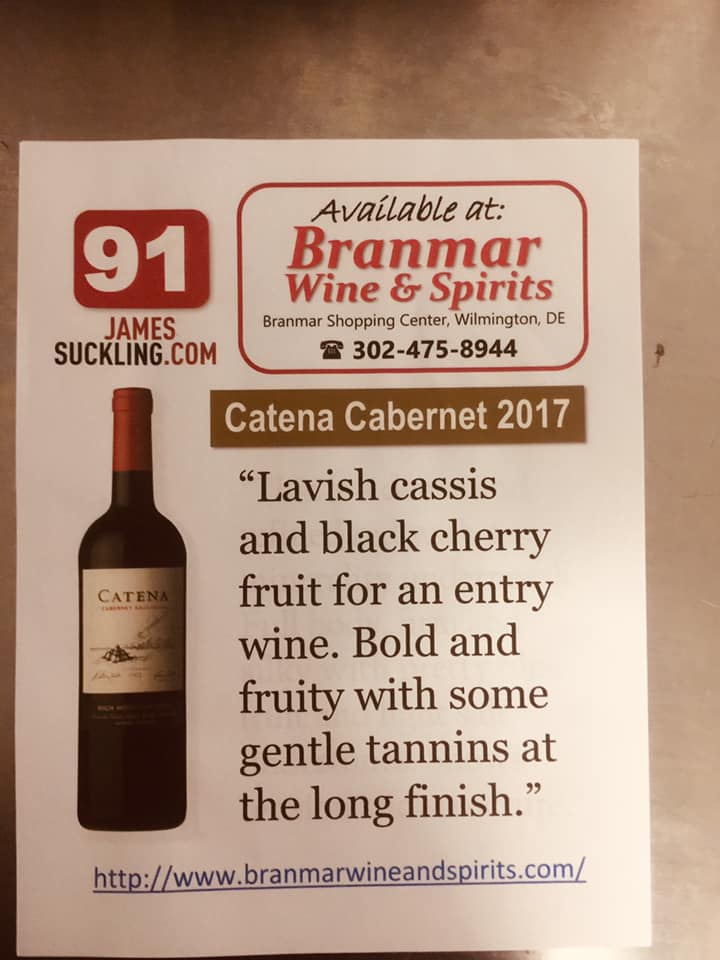 91
JAMES
SUCKLING.COM
Available at:
Branmar
Wine & Spirits
Branmar Shopping Center, Wilmington, DE
☎ 302-475-8944
Catena Cabernet 2017
“Lavish cassis
and black cherry
fruit for an entry
wine. Bold and
fruity with some
gentle tannins at
the long finish.”
CATENA
CABERNET
http://www.branmarwineandspirits.com/